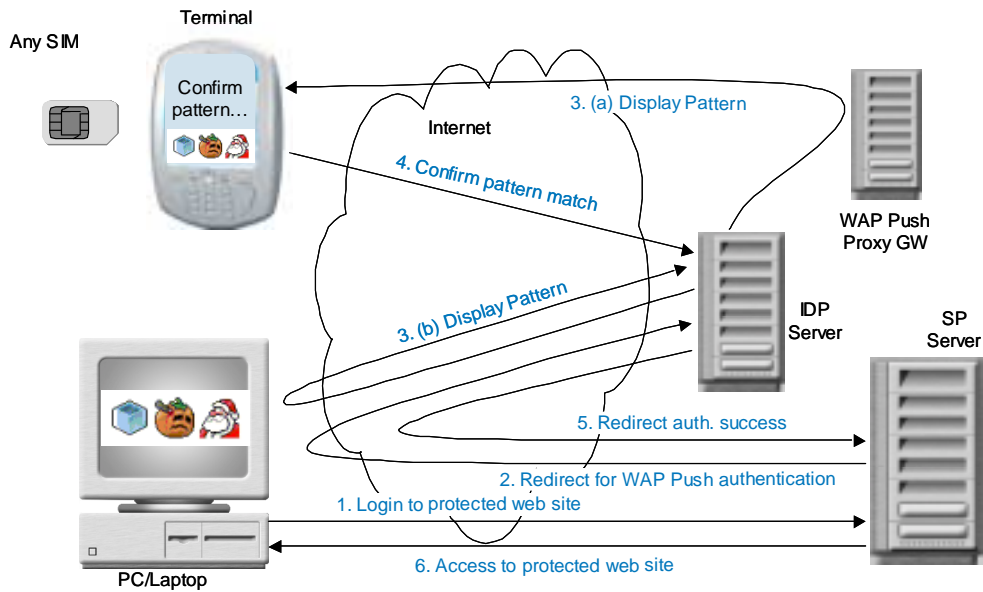 Terminal
Any SIM
Confirm
pattern...
Internet
3. (a) Display Pattern
4. Confirm pattern match
WAP Push
Proxy GW
3. (b) Display Pattern
IDP
Server
SP
Server
5. Redirect auth. success
2. Redirect for WAP Push authentication
1. Login to protected web site
6. Access to protected web site
PC/Laptop